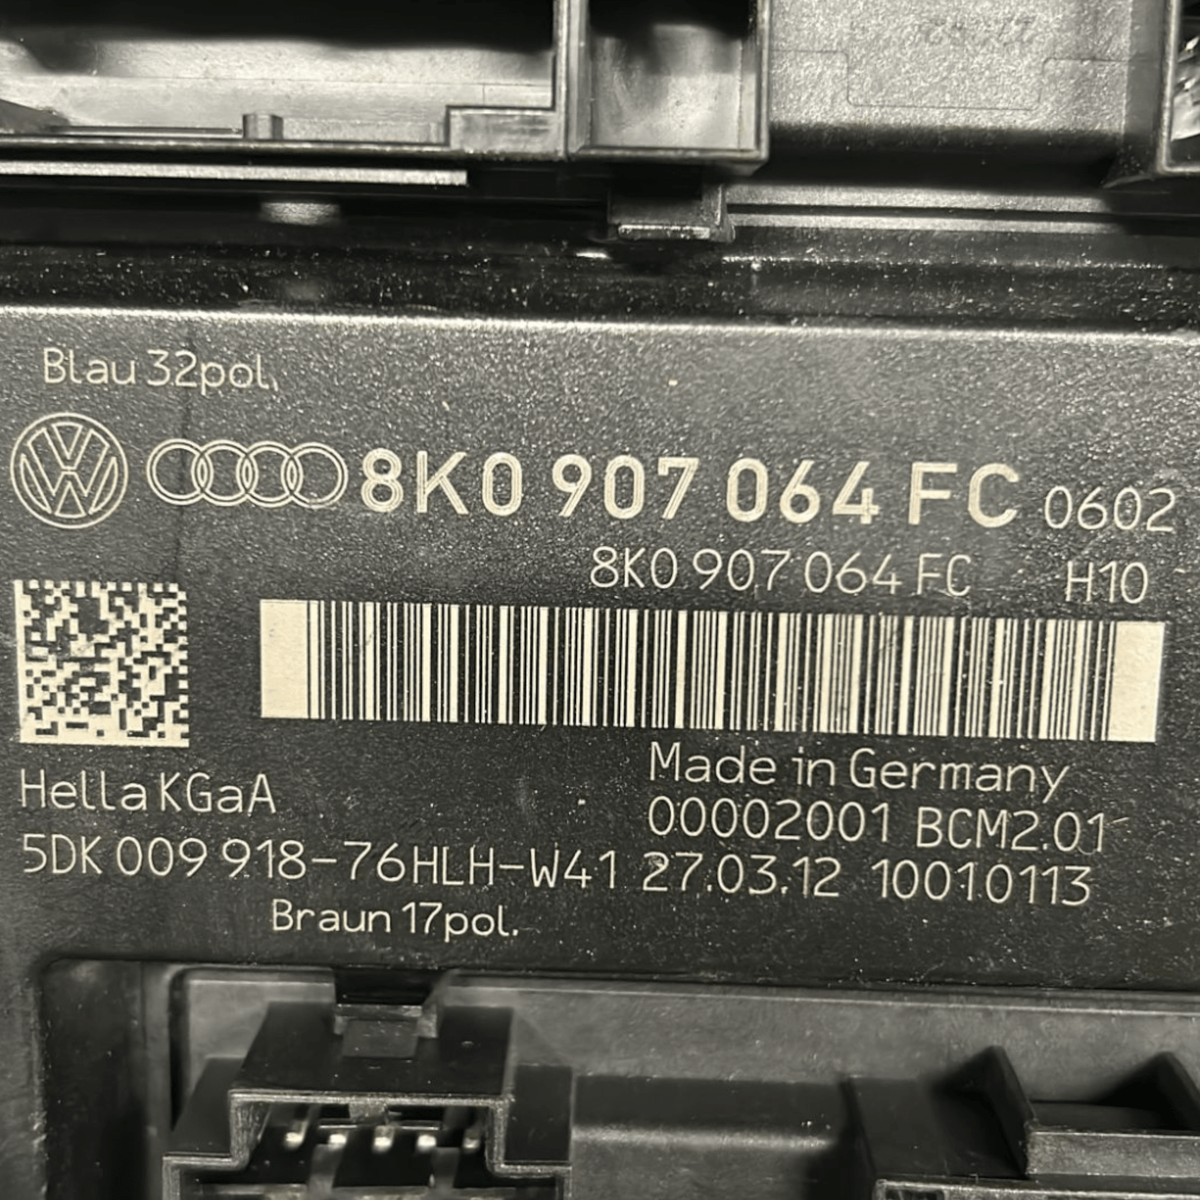 Blau 32pol.
8K0 907 064 FC 0602
8K0 907 064 FC H10
Hella KGaA
Made in Germany
00002001 BCM2.01
5DK 009 918-76HLH-W41 27.03.12 10010113
Braun 17pol.